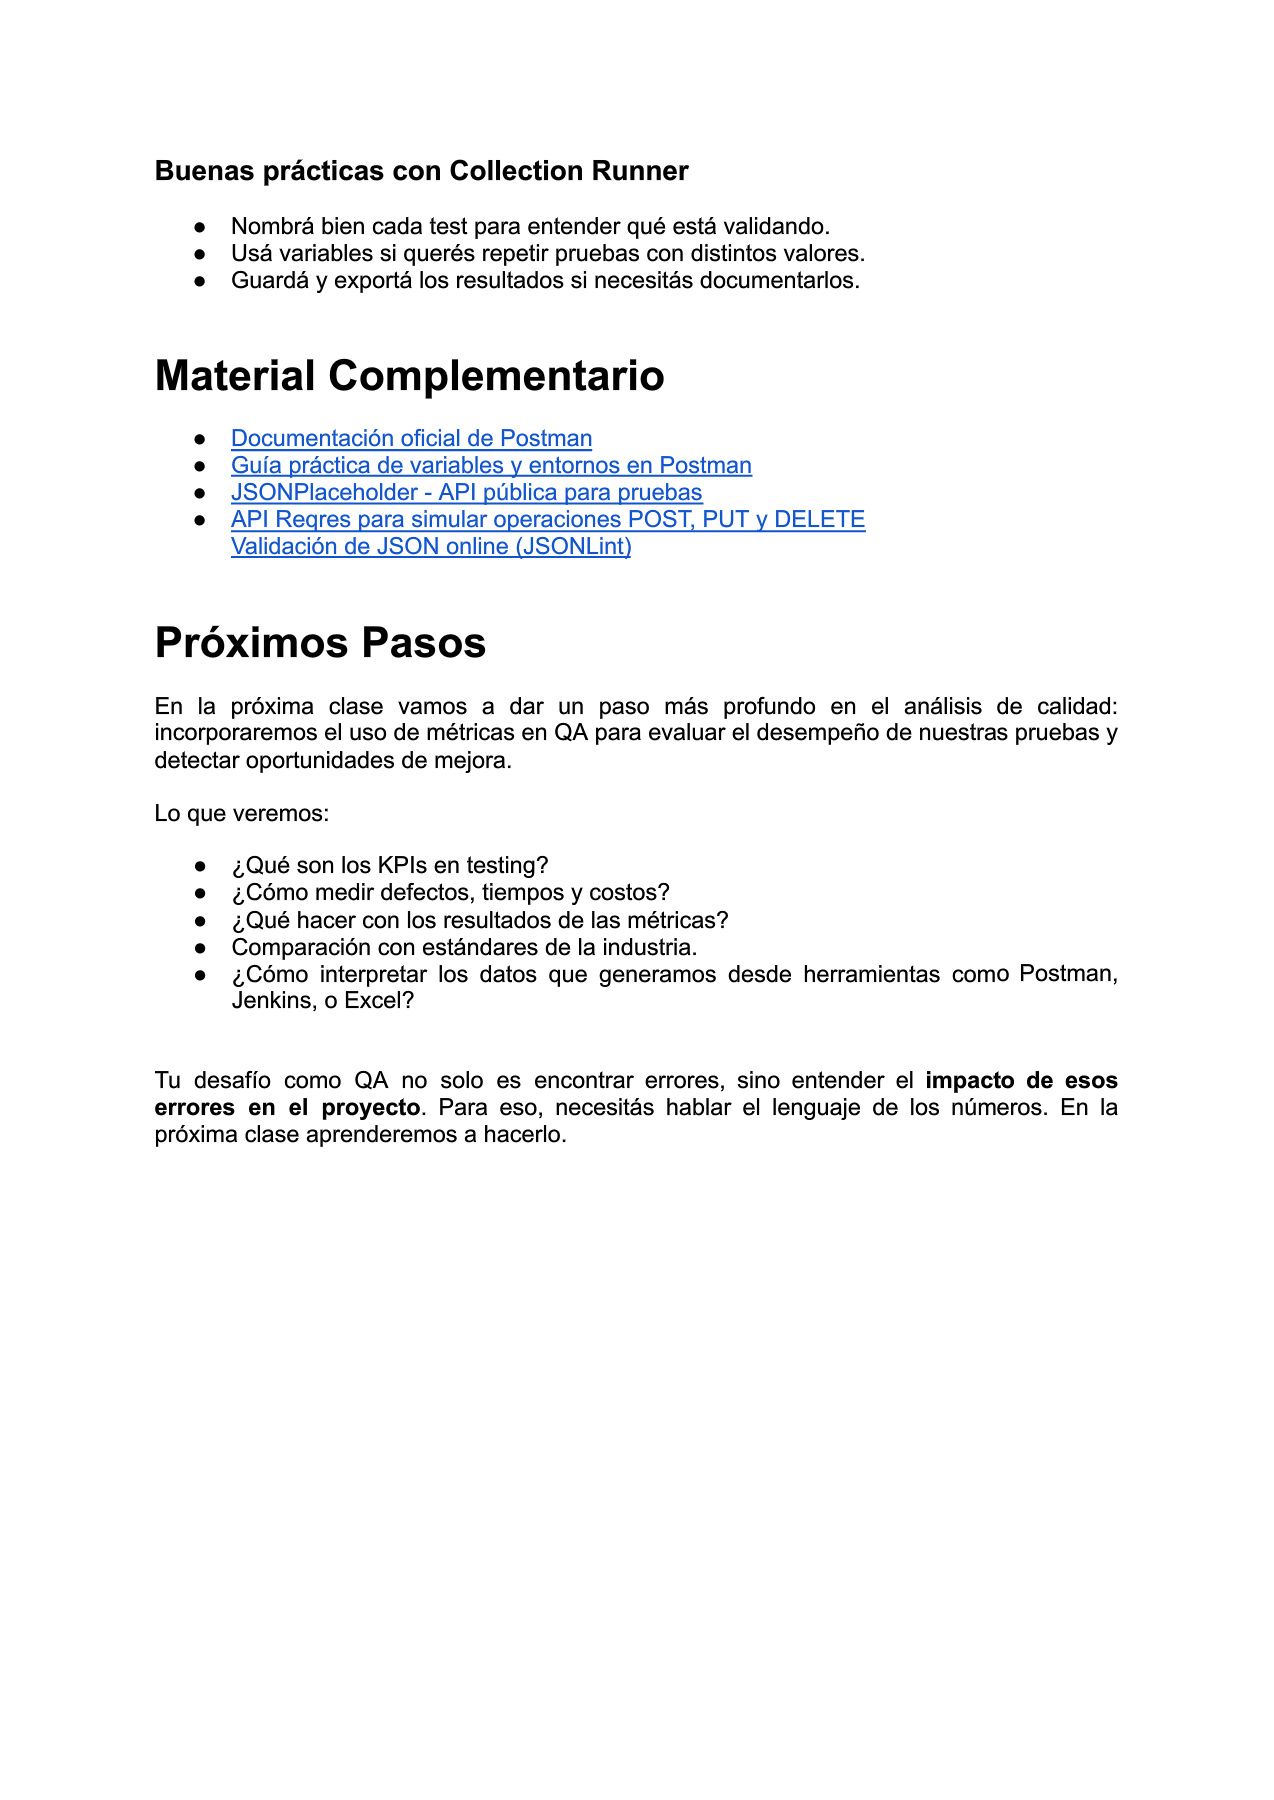 Buenas prácticas con Collection Runner
● Nombrá bien cada test para entender qué está validando.
● Usá variables si querés repetir pruebas con distintos valores.
● Guardá y exportá los resultados si necesitás documentarlos.
Material Complementario
● Documentación oficial de Postman
● Guía práctica de variables y entornos en Postman
● JSONPlaceholder - API pública para pruebas
● API Reqres para simular operaciones POST, PUT y DELETE
Validación de JSON online (JSONLint)
Próximos Pasos
En la próxima clase vamos a dar un paso más profundo en el análisis de calidad:
incorporaremos el uso de métricas en QA para evaluar el desempeño de nuestras pruebas y
detectar oportunidades de mejora.
Lo que veremos:
● ¿Qué son los KPIs en testing?
● ¿Cómo medir defectos, tiempos y costos?
● ¿Qué hacer con los resultados de las métricas?
● Comparación con estándares de la industria.
● ¿Cómo interpretar los datos que generamos desde herramientas como Postman,
Jenkins, o Excel?
Tu desafío como QA no solo es encontrar errores, sino entender el impacto de esos
errores en el proyecto. Para eso, necesitás hablar el lenguaje de los números. En la
próxima clase aprenderemos a hacerlo.